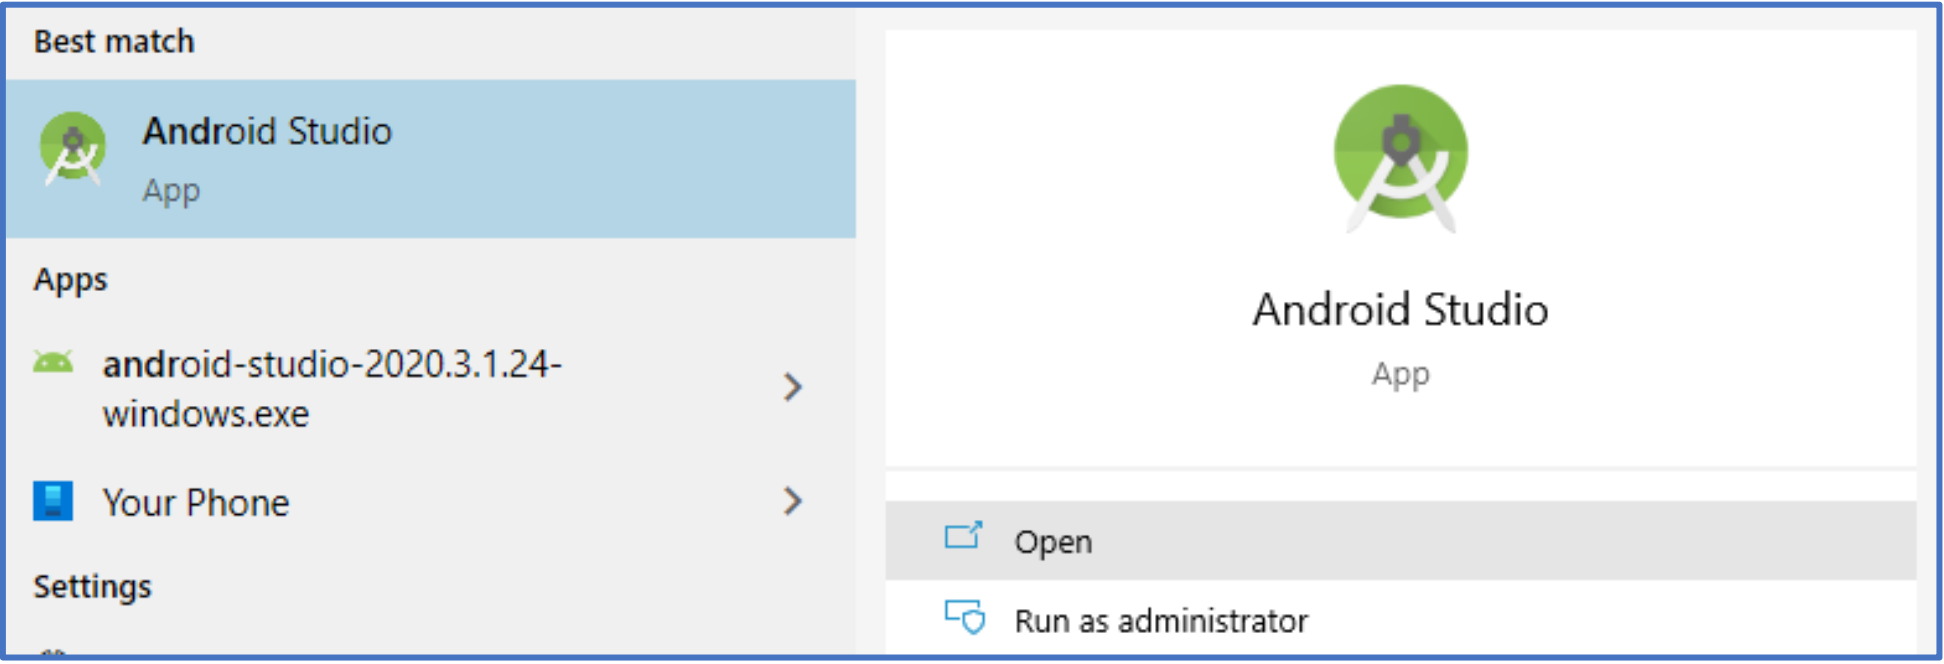 Best match
Android Studio
App
Apps
android-studio-2020.3.1.24-
windows.exe
Your Phone
Settings
Android Studio
App
Open
Run as administrator